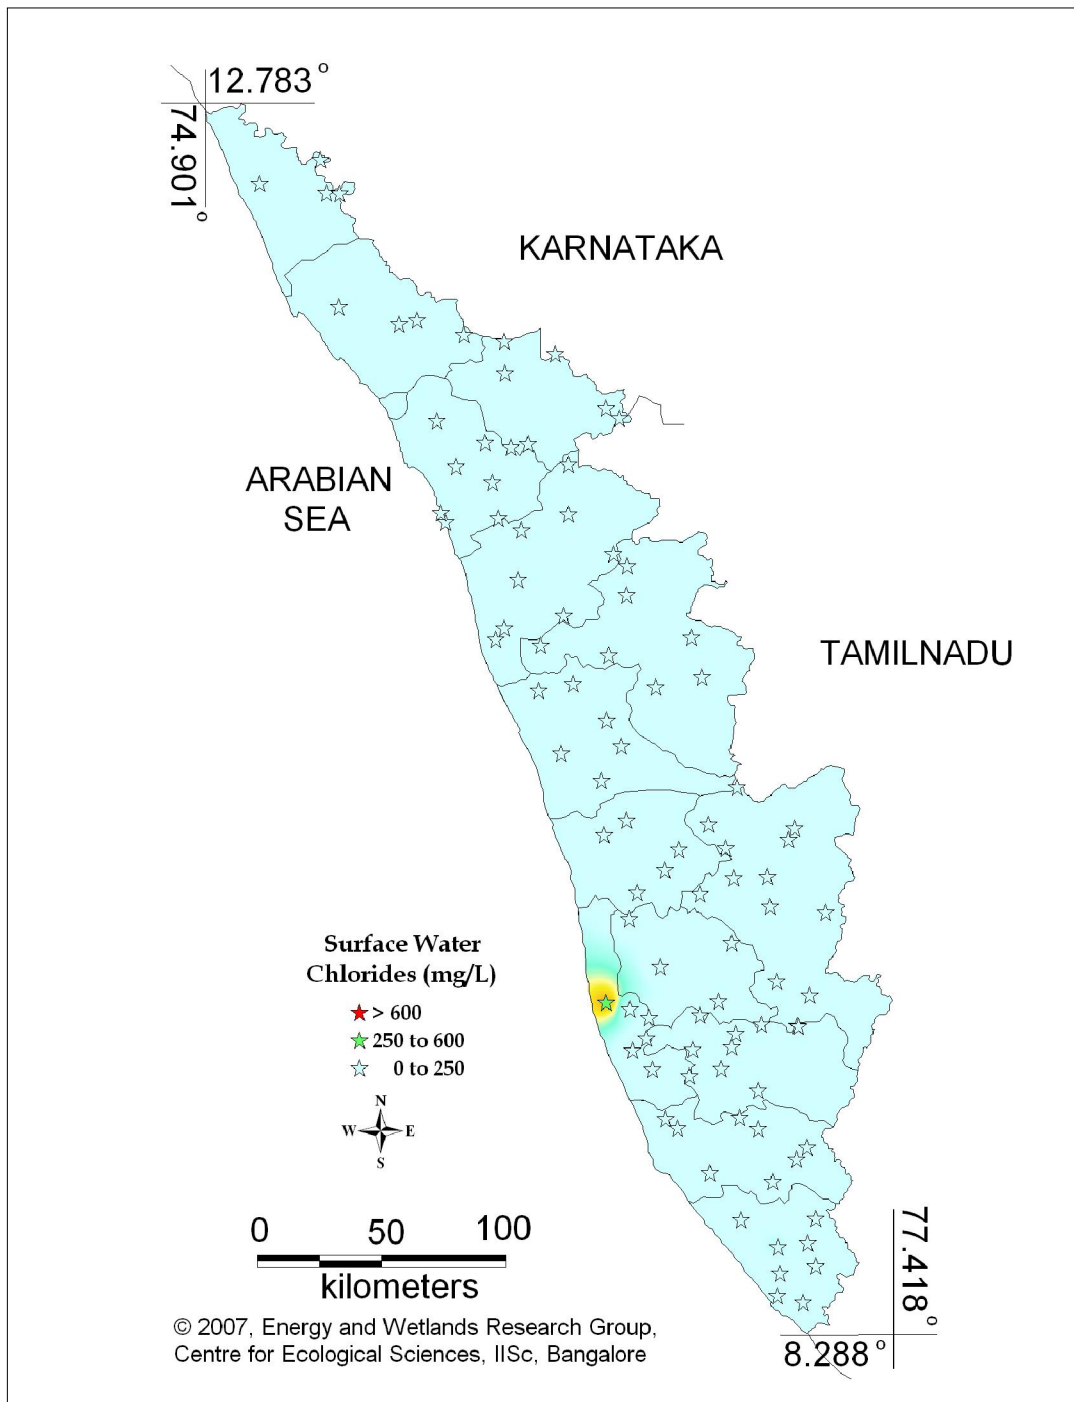 12.783°
74.901°
KARNATAKA
ARABIAN
SEA
TAMILNADU
Surface Water
Chlorides (mg/L)
> 600
250 to 600
0 to 250
N
W E
S
0 50 100
kilometers
77.418°
8.288°
© 2007, Energy and Wetlands Research Group,
Centre for Ecological Sciences, IISc, Bangalore